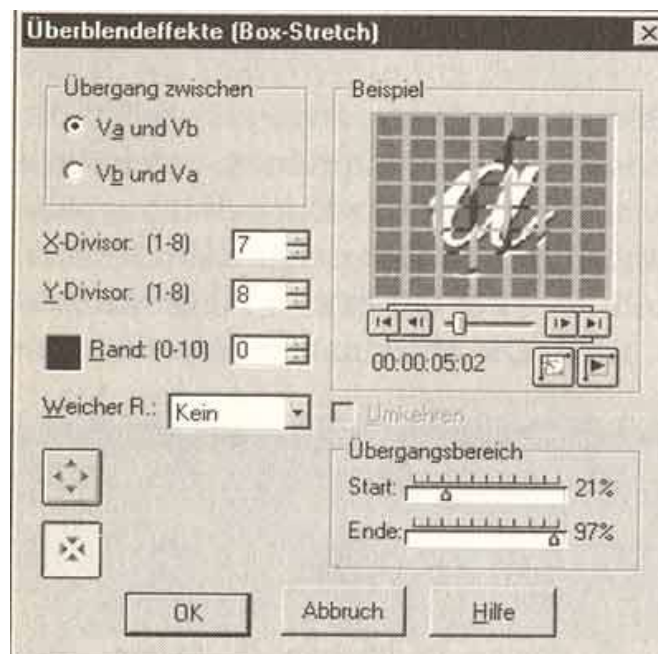 Überblendeffekte (Box-Stretch)
Übergang zwischen
Va und Vb
Vb und Va
X-Divisor: (1-8) 7
Y-Divisor: (1-8) 8
Rand: (0-10) 0
Weicher R.: Kein
Beispiel
a
00:00:05:02
Umkehren
Übergangsbereich
Start: 21%
Ende: 97%
OK Abbruch Hilfe